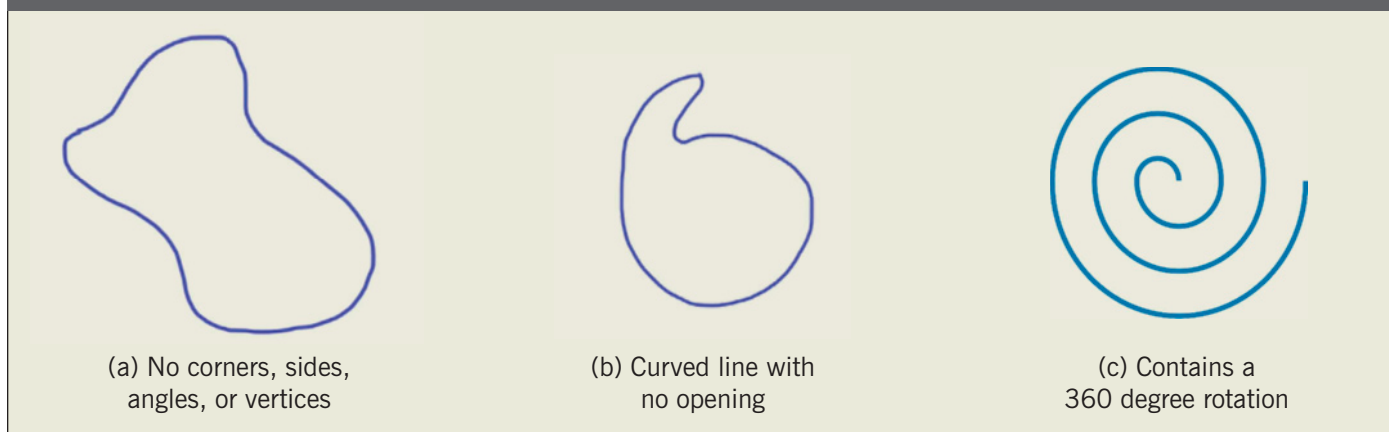 (a) No corners, sides,
angles, or vertices
(b) Curved line with
no opening
(c) Contains a
360 degree rotation